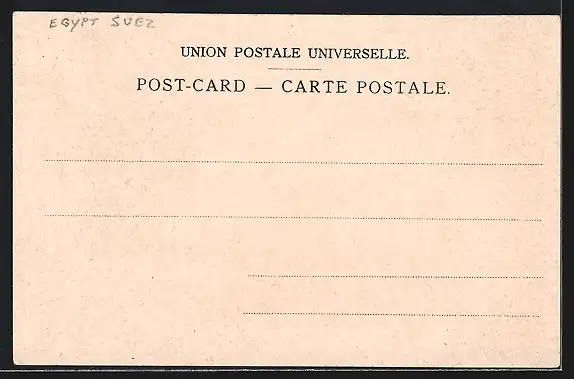 EGYPT SUEZ
UNION POSTALE UNIVERSELLE.
POST-CARD — CARTE POSTALE.